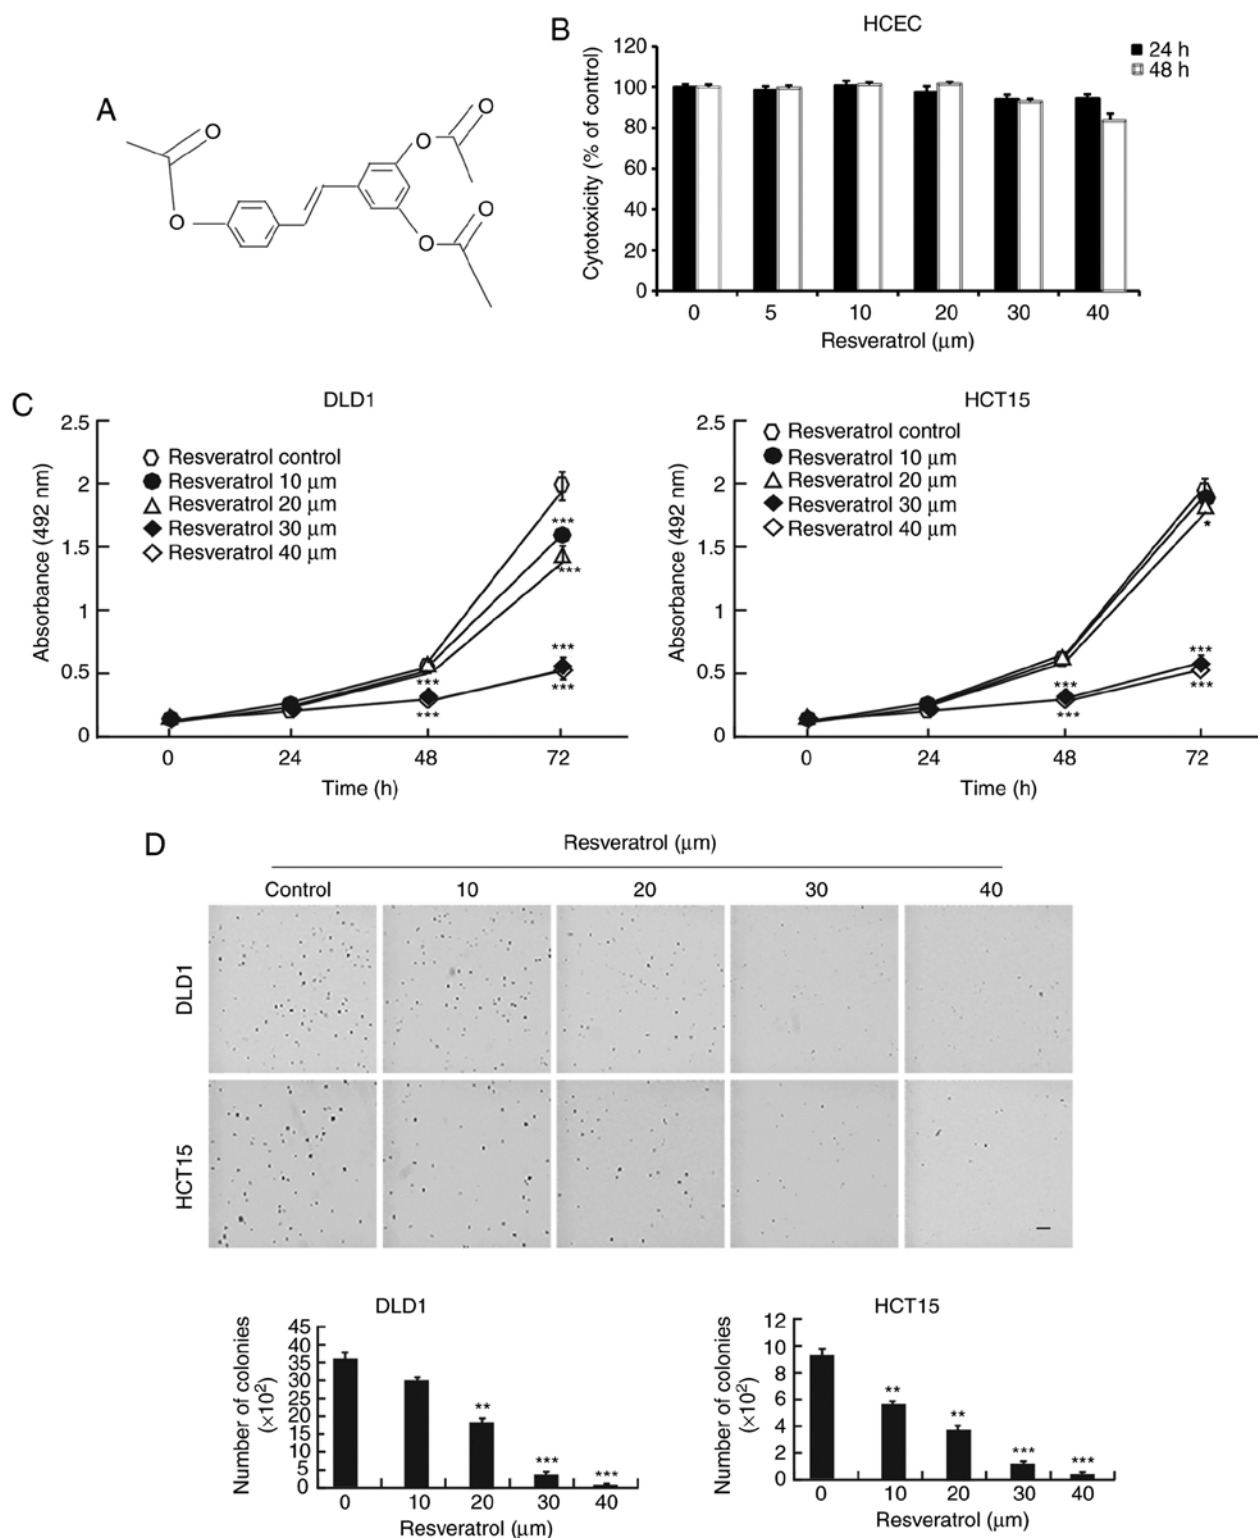 A
O
O
O
O
O
O
B
HCEC
24 h
48 h
Cytotoxicity (% of control)
120
100
80
60
40
20
0
0 5 10 20 30 40
Resveratrol (μm)
C
DLD1
Absorbance (492 nm)
2.5
2
1.5
1
0.5
0
Resveratrol control
Resveratrol 10 μm
Resveratrol 20 μm
Resveratrol 30 μm
Resveratrol 40 μm
***
***
***
***
***
***
0 24 48 72
Time (h)
HCT15
Absorbance (492 nm)
2.5
2
1.5
1
0.5
0
Resveratrol control
Resveratrol 10 μm
Resveratrol 20 μm
Resveratrol 30 μm
Resveratrol 40 μm
*
***
***
***
***
0 24 48 72
Time (h)
D
Resveratrol (μm)
Control 10 20 30 40
DLD1
HCT15
DLD1
Number of colonies
(×10²)
45
40
35
30
25
20
15
10
5
0
** *** ***
0 10 20 30 40
Resveratrol (μm)
HCT15
Number of colonies
(×10²)
12
10
8
6
4
2
0
** ** *** ***
0 10 20 30 40
Resveratrol (μm)